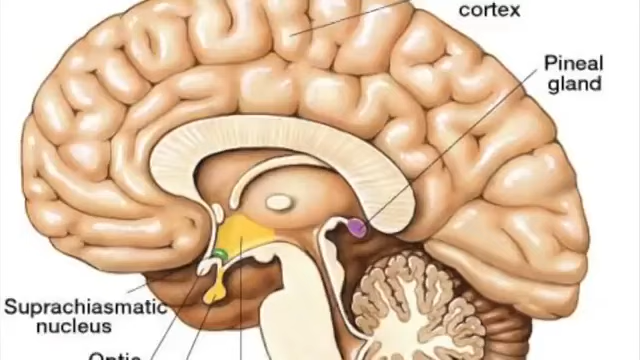 cortex
Pineal
gland
Suprachiasmatic
nucleus